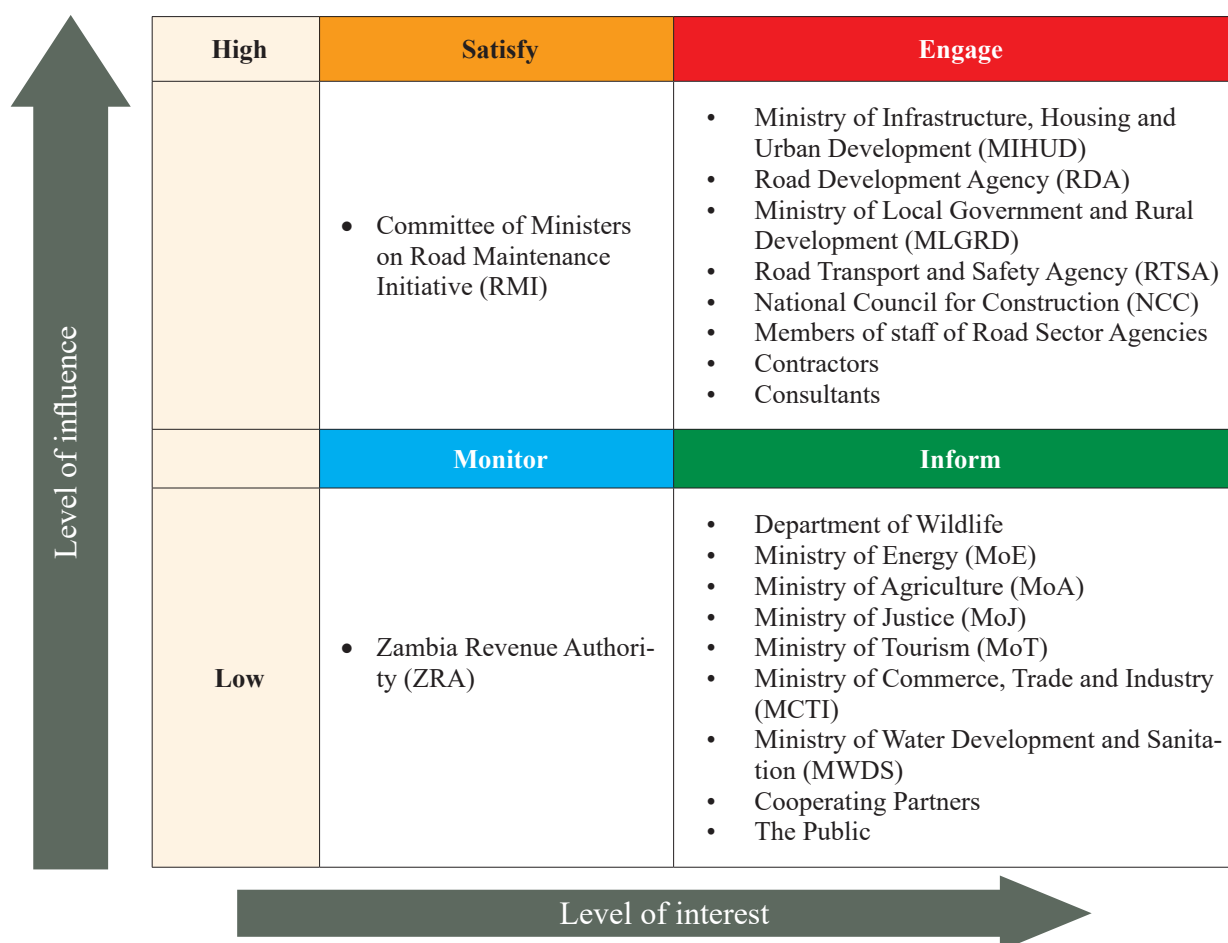 High
Satisfy
Engage
• Committee of Ministers
on Road Maintenance
Initiative (RMI)
• Ministry of Infrastructure, Housing and
Urban Development (MIHUD)
• Road Development Agency (RDA)
• Ministry of Local Government and Rural
Development (MLGRD)
• Road Transport and Safety Agency (RTSA)
• National Council for Construction (NCC)
• Members of staff of Road Sector Agencies
• Contractors
• Consultants
Level of influence
Monitor
Inform
Low
• Zambia Revenue Authori-
ty (ZRA)
• Department of Wildlife
• Ministry of Energy (MoE)
• Ministry of Agriculture (MoA)
• Ministry of Justice (MoJ)
• Ministry of Tourism (MoT)
• Ministry of Commerce, Trade and Industry
(MCTI)
• Ministry of Water Development and Sanita-
tion (MWDS)
• Cooperating Partners
• The Public
Level of interest